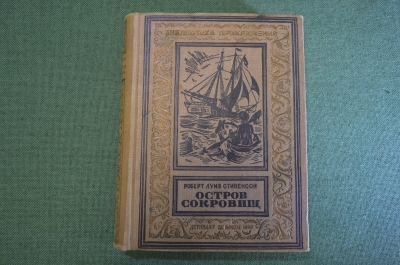 БИБЛИОТЕКА ПРИКЛЮЧЕНИЙ
РОБЕРТ ЛУИС СТИВЕНСОН
ОСТРОВ
СОКРОВИЩ